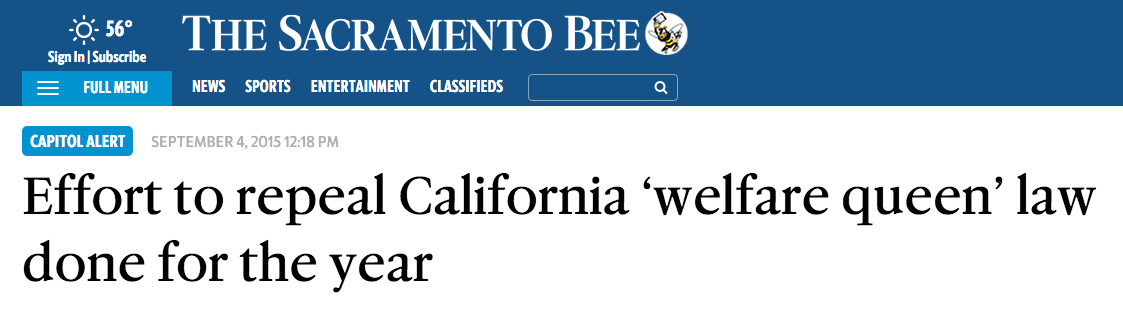 56°
Sign In | Subscribe
THE SACRAMENTO BEE
FULL MENU
NEWS SPORTS ENTERTAINMENT CLASSIFIEDS
CAPITOL ALERT SEPTEMBER 4, 2015 12:18 PM
Effort to repeal California ‘welfare queen’ law
done for the year